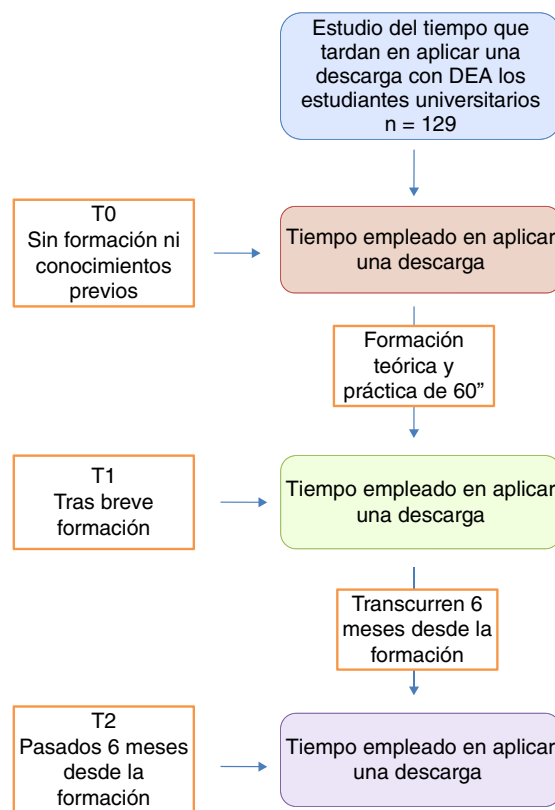 Estudio del tiempo que
tardan en aplicar una
descarga con DEA los
estudiantes universitarios
n = 129
T0
Sin formación ni
conocimientos
previos
Tiempo empleado en aplicar
una descarga
Formación
teórica y
práctica de 60”
T1
Tras breve
formación
Tiempo empleado en aplicar
una descarga
Transcurren 6
meses desde la
formación
T2
Pasados 6 meses
desde la
formación
Tiempo empleado en aplicar
una descarga